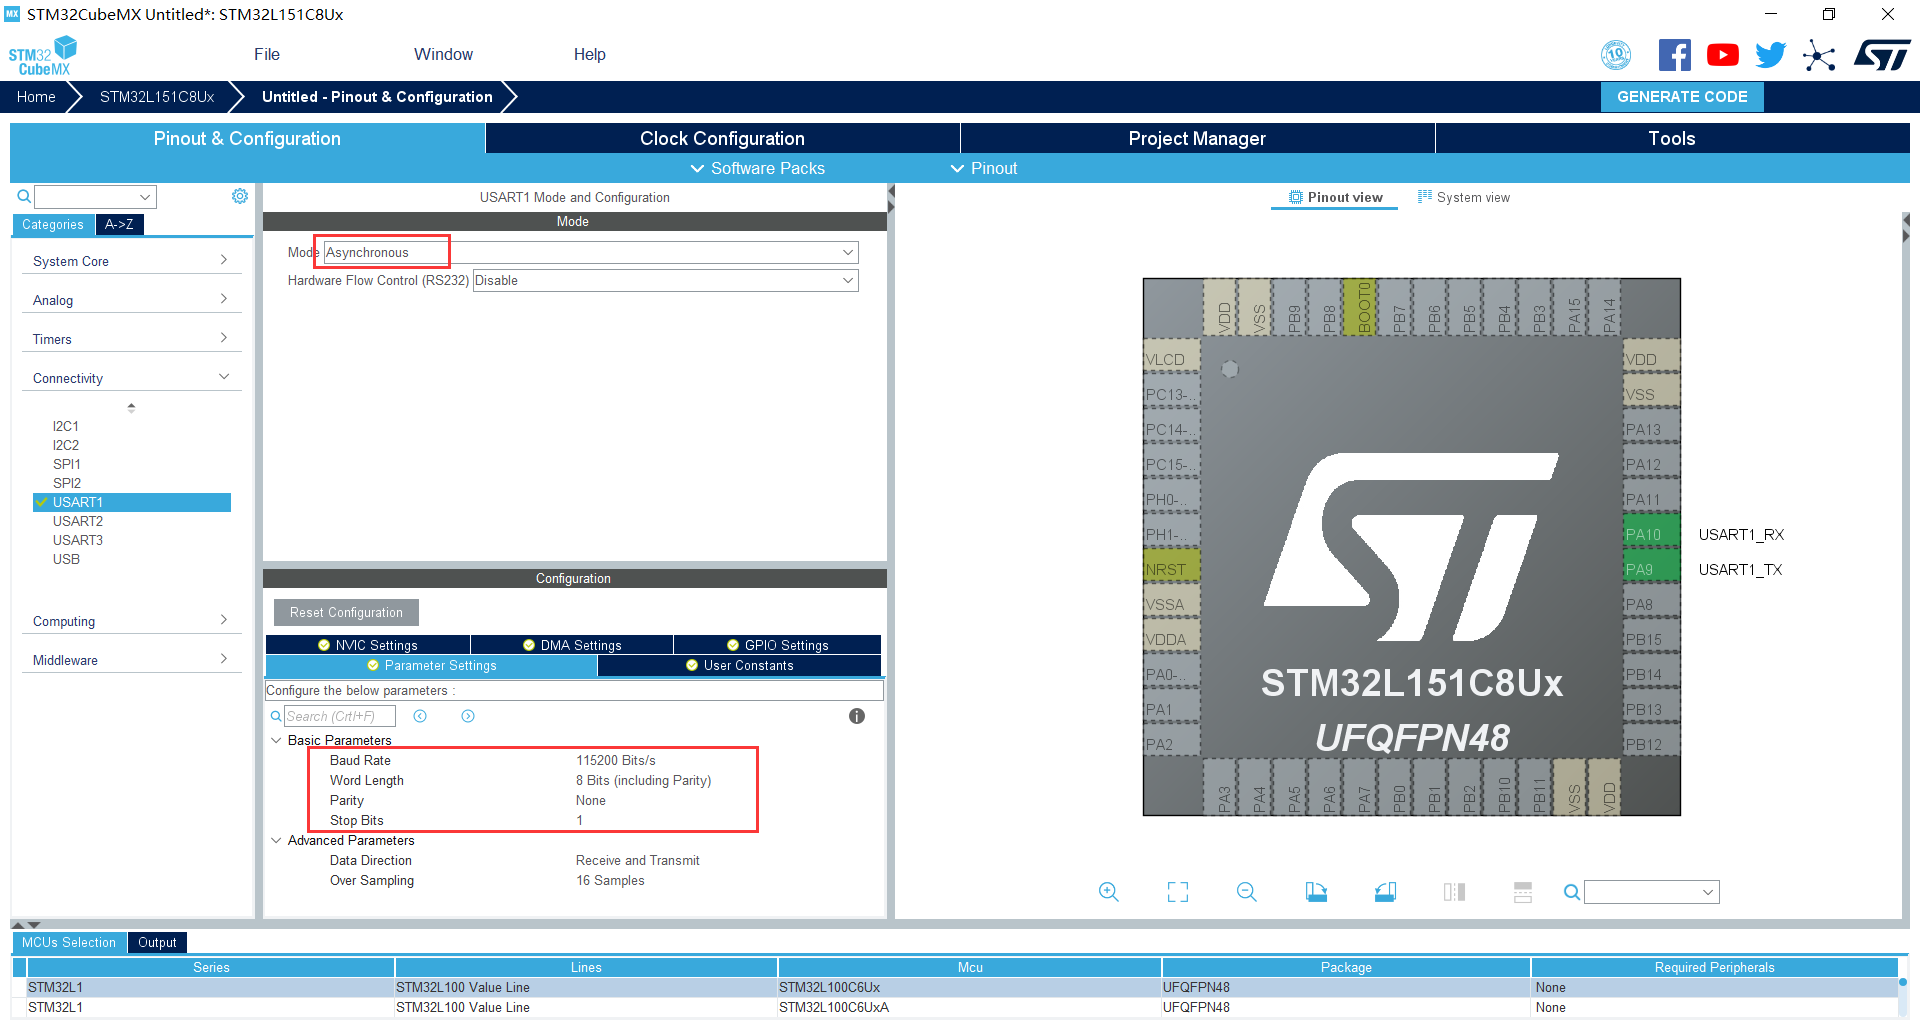 MX STM32CubeMX Untitled*: STM32L151C8Ux
STM32 CubeMX
File Window Help
10
Home STM32L151C8Ux Untitled - Pinout & Configuration GENERATE CODE
Pinout & Configuration Clock Configuration Project Manager Tools
Software Packs Pinout
Categories A->Z
System Core
Analog
Timers
Connectivity
I2C1
I2C2
SPI1
SPI2
USART1
USART2
USART3
USB
Computing
Middleware
USART1 Mode and Configuration
Mode
Mode Asynchronous
Hardware Flow Control (RS232) Disable
Configuration
Reset Configuration
NVIC Settings DMA Settings GPIO Settings
Parameter Settings User Constants
Configure the below parameters :
Search (Crtl+F)
Basic Parameters
Baud Rate 115200 Bits/s
Word Length 8 Bits (including Parity)
Parity None
Stop Bits 1
Advanced Parameters
Data Direction Receive and Transmit
Over Sampling 16 Samples
Pinout view System view
VDD VSS PB9 PB8 BOOT0 PB7 PB6 PB5 PB4 PB3 PA15 PA14
VLCD
PC13-..
PC14-..
PC15-..
PH0-..
PH1-..
NRST
VSSA
VDDA
PA0-..
PA1
PA2
VDD
VSS
PA13
PA12
PA11
PA10 USART1_RX
PA9 USART1_TX
PA8
PB15
PB14
PB13
PB12
STM32L151C8Ux
UFQFPN48
PA3 PA4 PA5 PA6 PA7 PB0 PB1 PB2 PB10 PB11 VSS VDD
MCUs Selection Output
Series Lines Mcu Package Required Peripherals
STM32L1 STM32L100 Value Line STM32L100C6Ux UFQFPN48 None
STM32L1 STM32L100 Value Line STM32L100C6UxA UFQFPN48 None